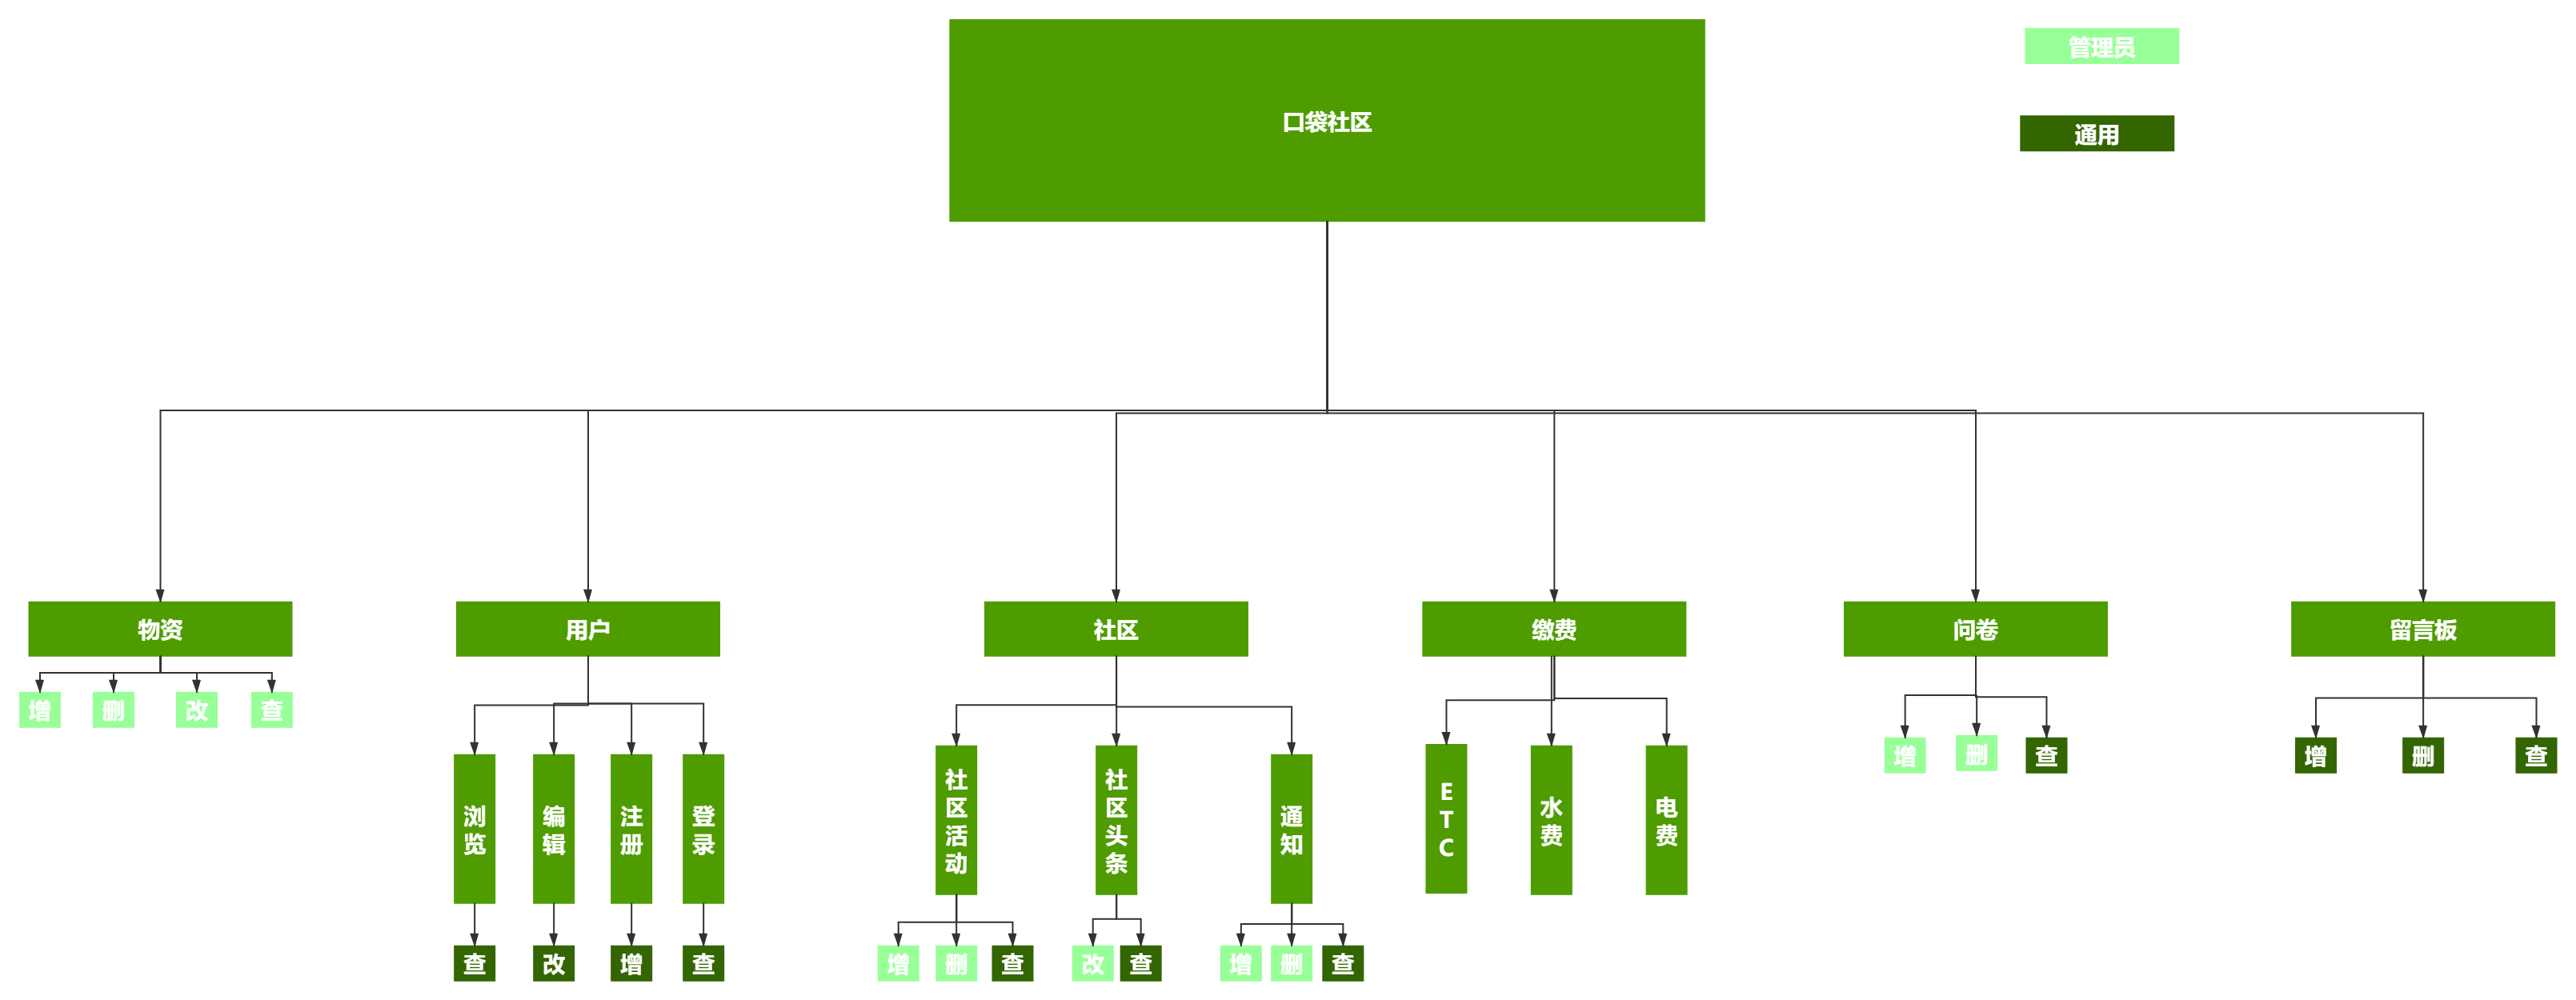 口袋社区
管理员
通用
物资
用户
社区
缴费
问卷
留言板
增
删
改
查
浏览
编辑
注册
登录
社区活动
社区头条
通知
ETC
水费
电费
增
删
查
增
删
查
查
改
增
查
增
删
查
改
查
增
删
查